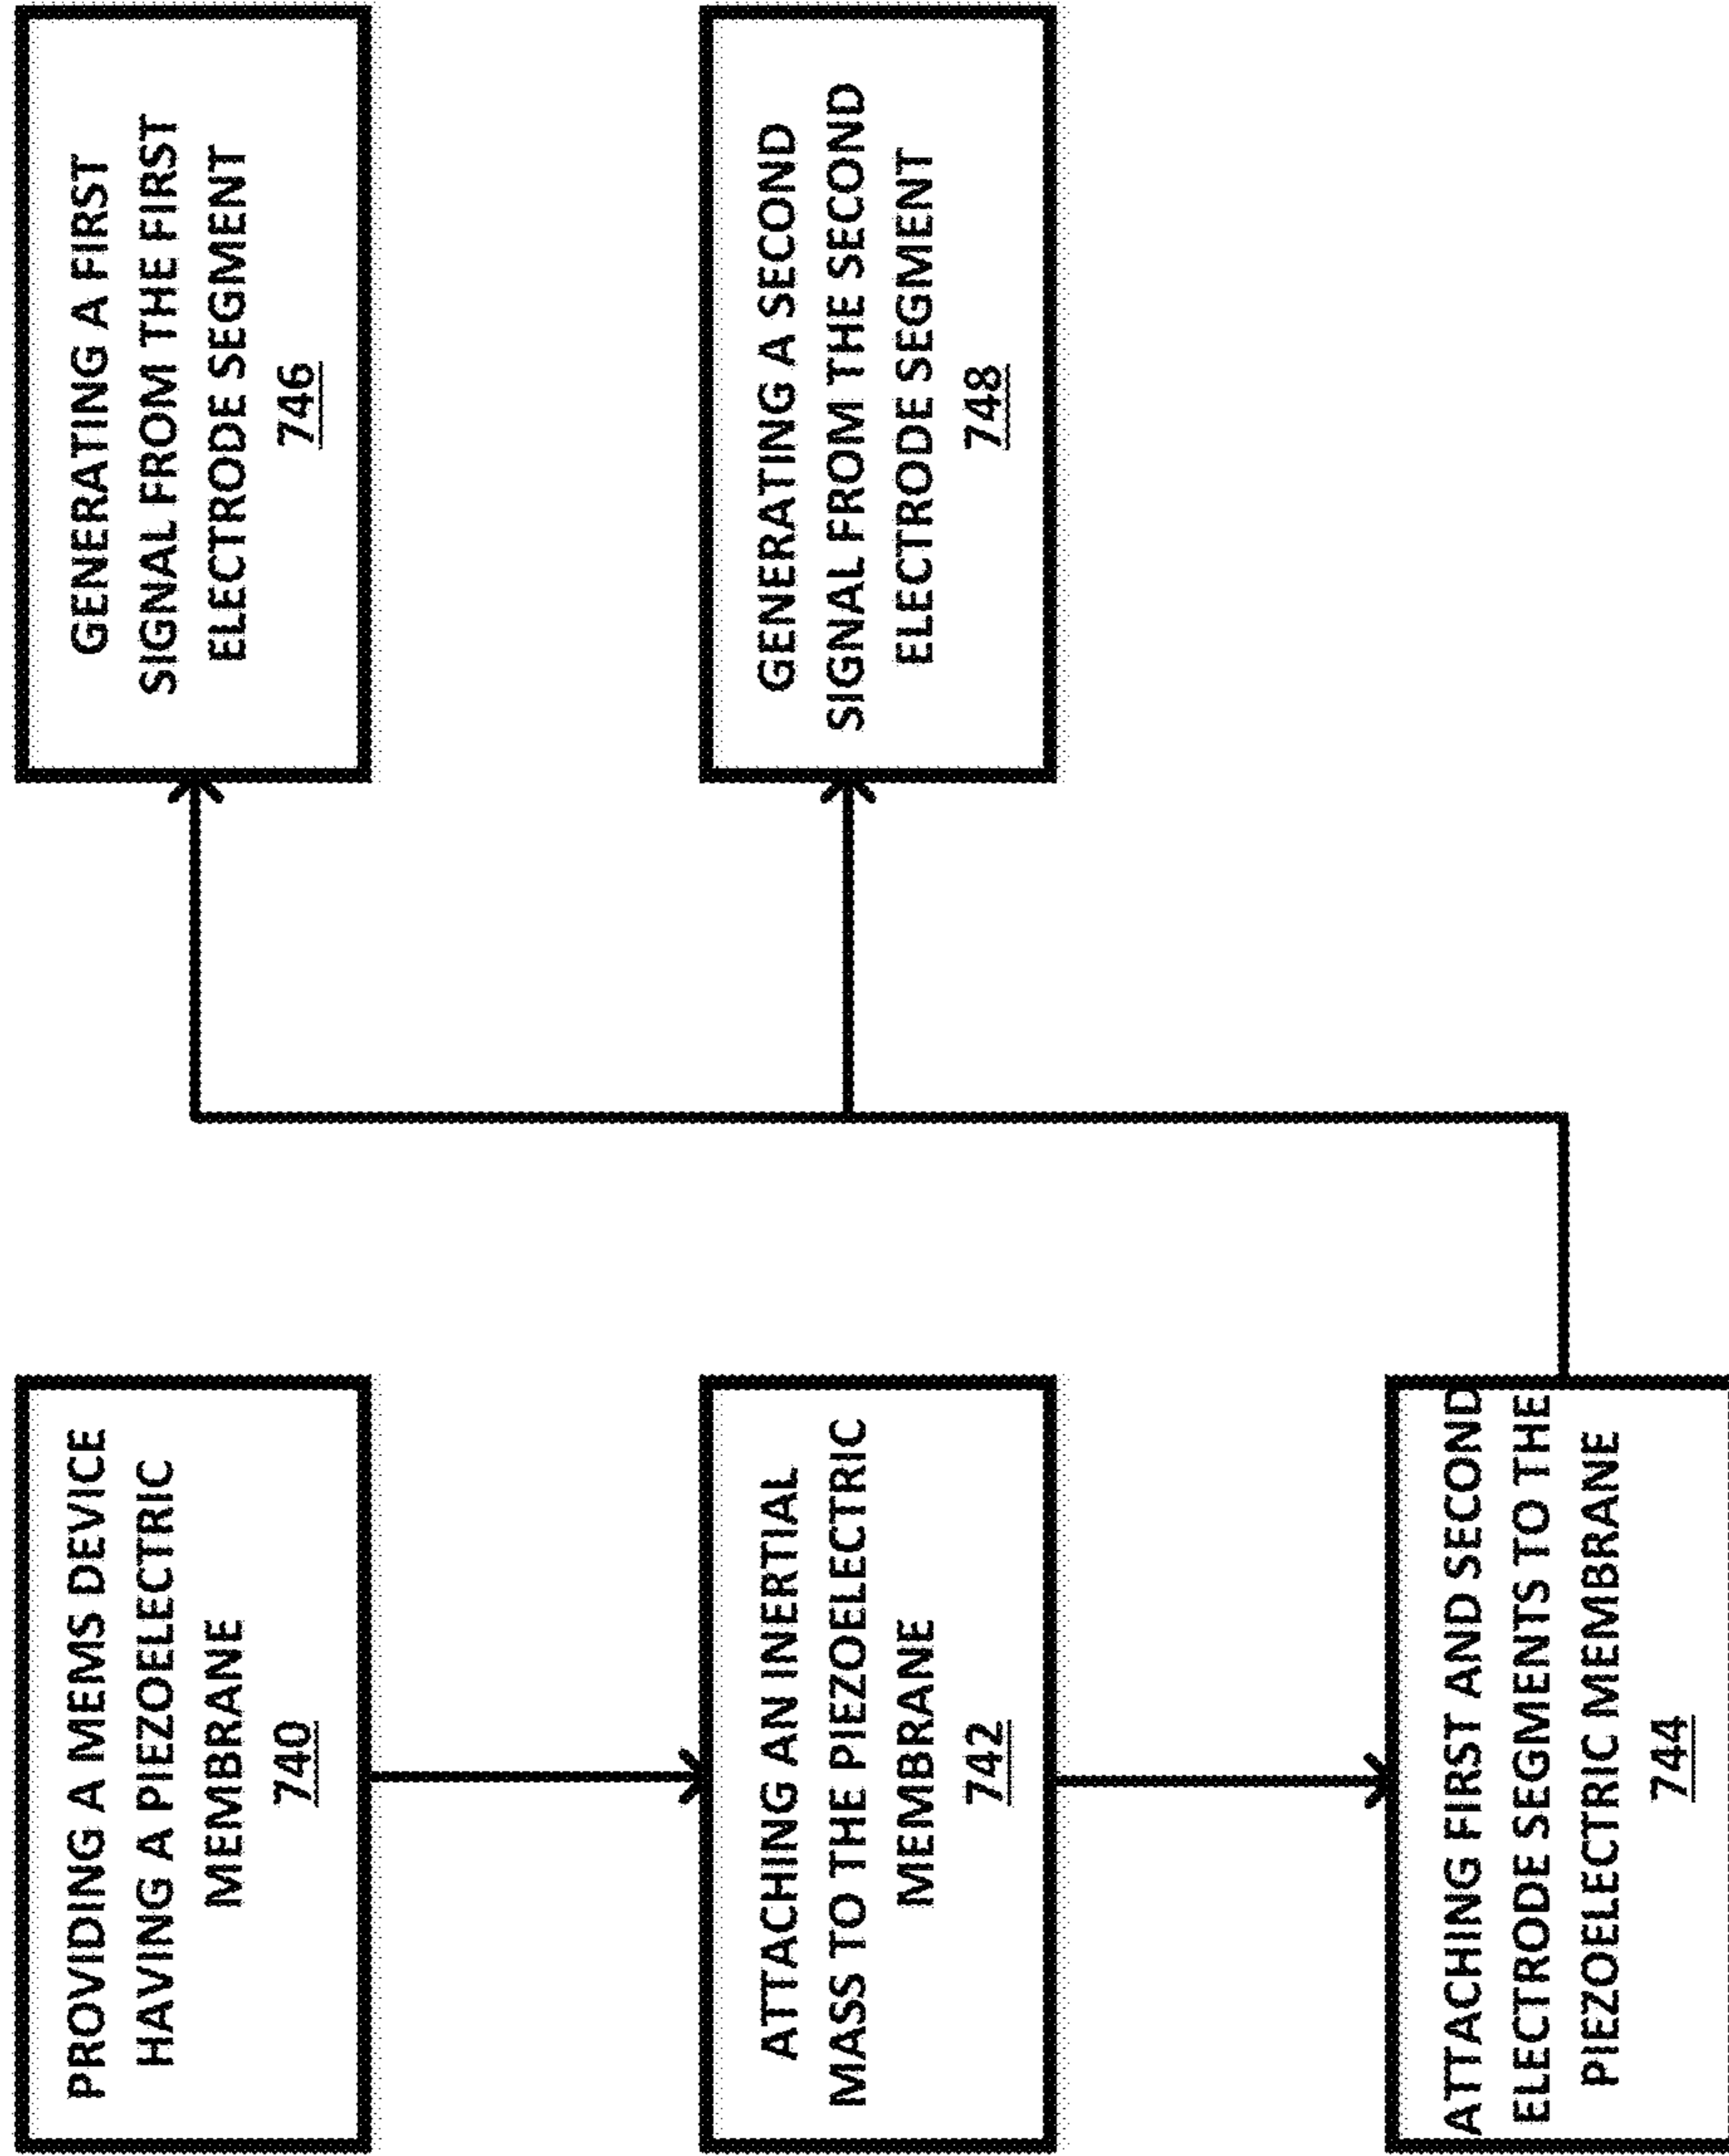 PROVIDING A MEMS DEVICE
HAVING A PIEZOELECTRIC
MEMBRANE
740
ATTACHING AN INERTIAL
MASS TO THE PIEZOELECTRIC
MEMBRANE
742
ATTACHING FIRST AND SECOND
ELECTRODE SEGMENTS TO THE
PIEZOELECTRIC MEMBRANE
744
GENERATING A FIRST
SIGNAL FROM THE FIRST
ELECTRODE SEGMENT
746
GENERATING A SECOND
SIGNAL FROM THE SECOND
ELECTRODE SEGMENT
748